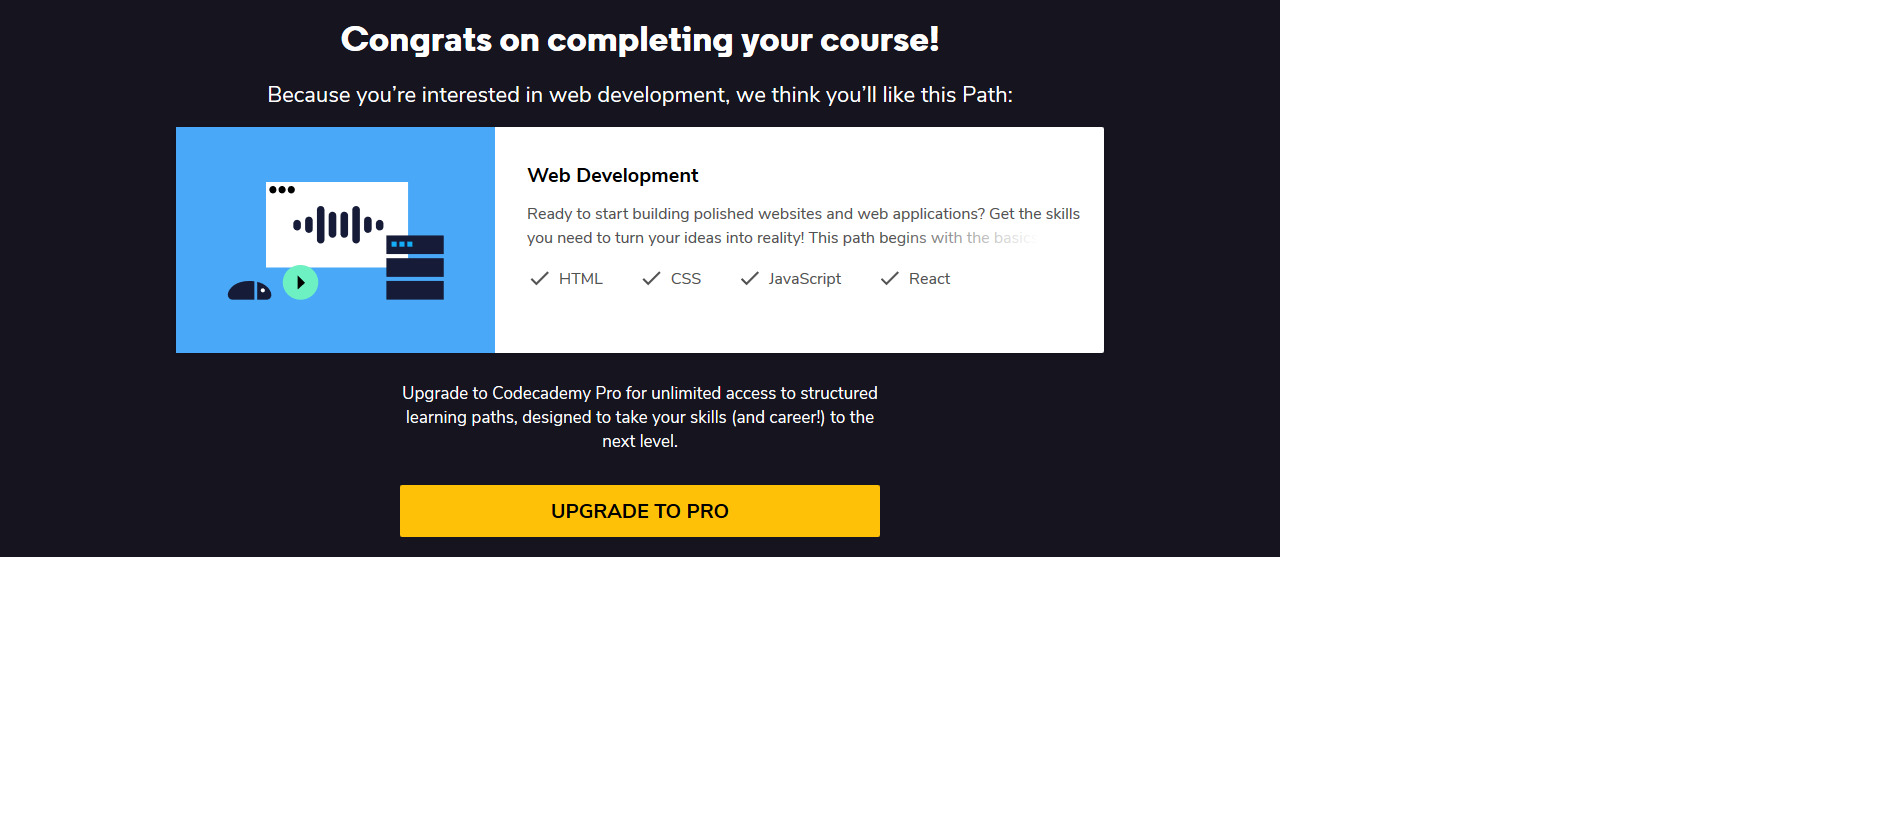 Congrats on completing your course!
Because you’re interested in web development, we think you’ll like this Path:
Web Development
Ready to start building polished websites and web applications? Get the skills
you need to turn your ideas into reality! This path begins with the basics
HTML
CSS
JavaScript
React
Upgrade to Codecademy Pro for unlimited access to structured
learning paths, designed to take your skills (and career!) to the
next level.
UPGRADE TO PRO